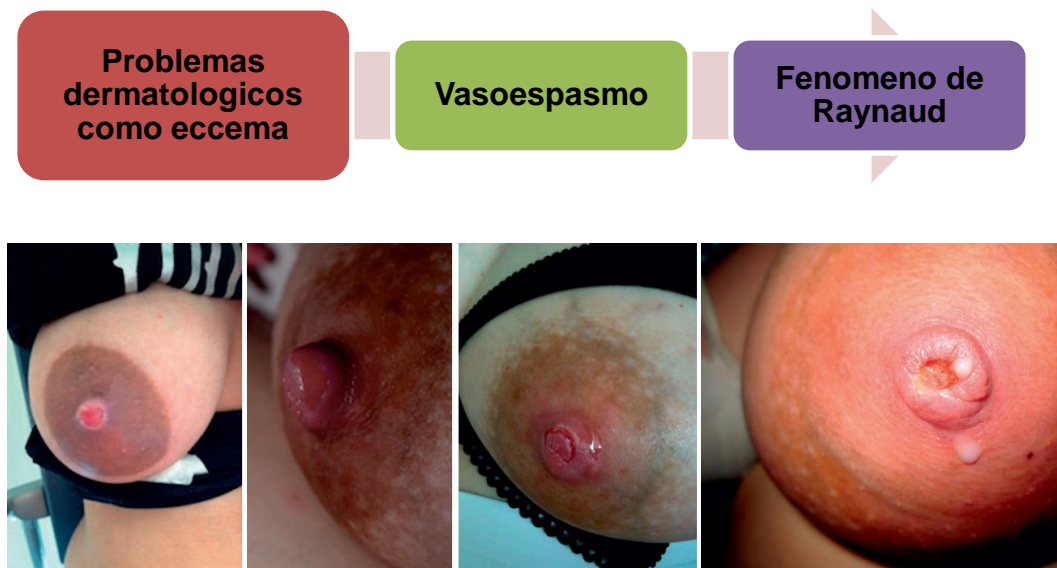 Problemas
dermatologicos
como eccema
Vasoespasmo
Fenomeno de
Raynaud